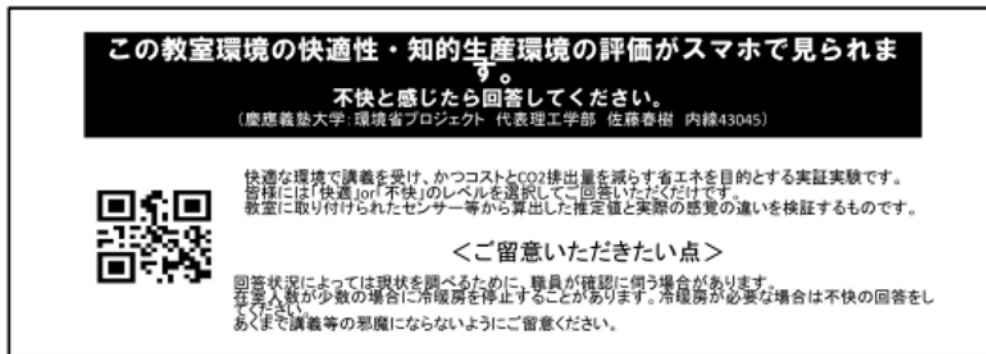 この教室環境の快適性・知的生産環境の評価がスマホで見られま
す。
不快と感じたら回答してください。
(慶應義塾大学:環境省プロジェクト 代表理工学部 佐藤春樹 内線43045)
快適な環境で講義を受け、かつコストとCO2排出量を減らす省エネを目的とする実証実験です。
皆様には「快適」or「不快」のレベルを選択してご回答いただくだけです。
教室に取り付けられたセンサー等から算出した推定値と実際の感覚の違いを検証するものです。
＜ご留意いただきたい点＞
回答状況によっては現状を調べるために、職員が確認に伺う場合があります。
在室人数が少数の場合に冷暖房を停止することがあります。冷暖房が必要な場合は不快の回答をし
てください。
あくまで講義等の邪魔にならないようにご留意ください。